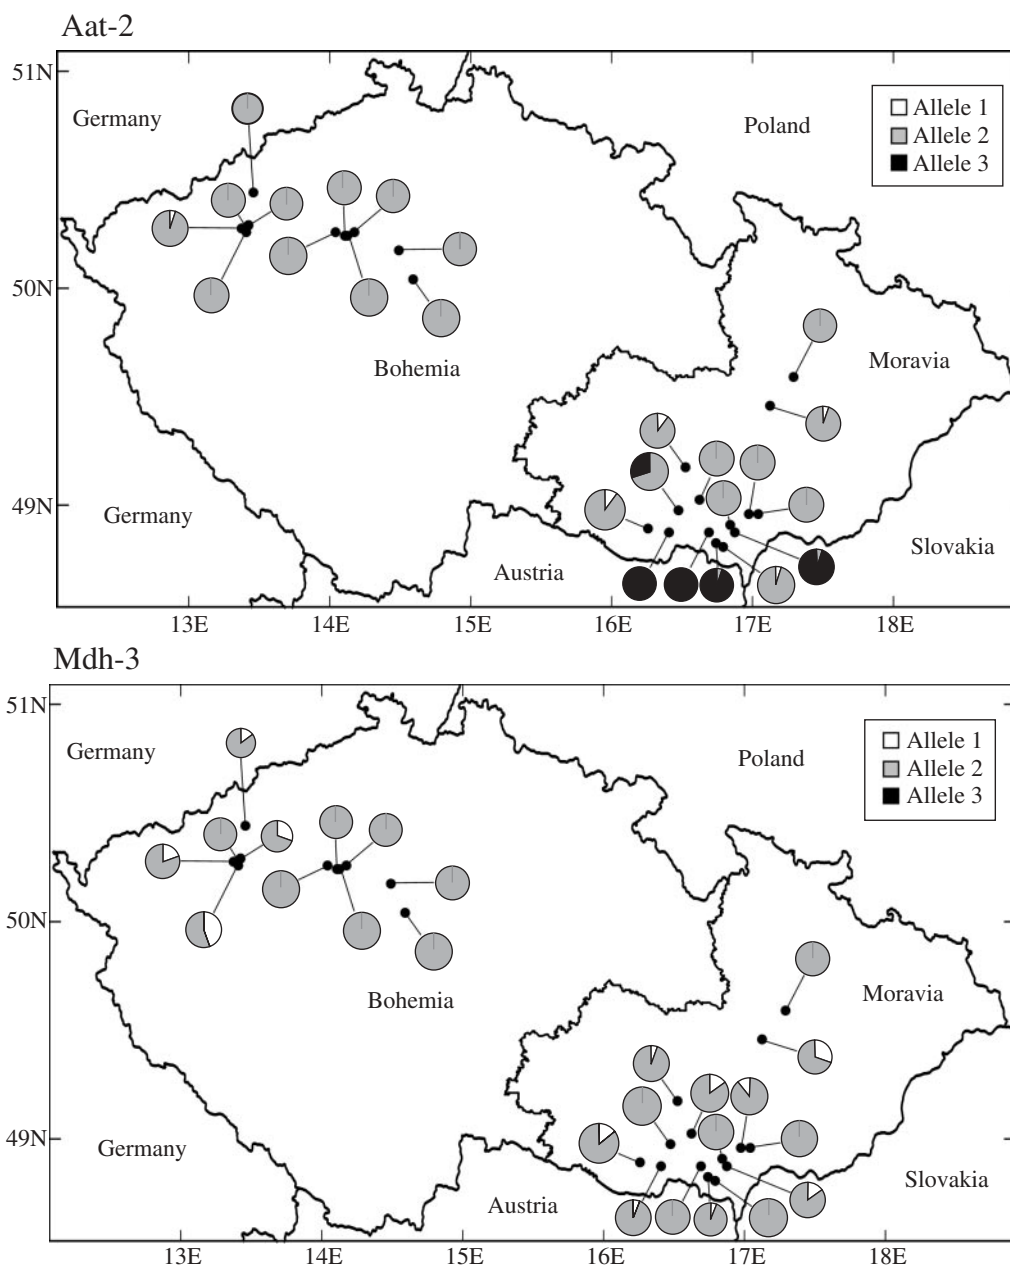 Aat-2
51N
Germany
Poland
Allele 1
Allele 2
Allele 3
50N
Bohemia
Moravia
49N
Germany
Austria
Slovakia
13E 14E 15E 16E 17E 18E
Mdh-3
51N
Germany
Poland
Allele 1
Allele 2
Allele 3
50N
Bohemia
Moravia
49N
Germany
Austria
Slovakia
13E 14E 15E 16E 17E 18E